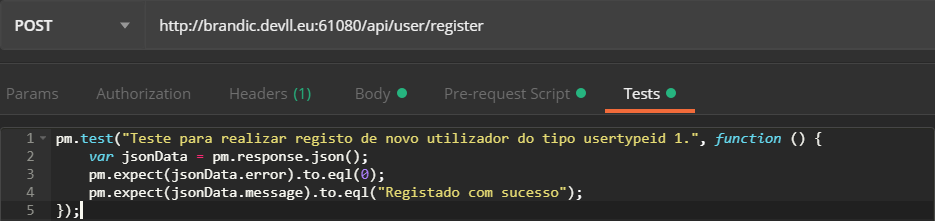 POST http://brandic.devll.eu:61080/api/user/register
Params Authorization Headers (1) Body Pre-request Script Tests
1 pm.test("Teste para realizar registo de novo utilizador do tipo usertypeid 1.", function () {
2 var jsonData = pm.response.json();
3 pm.expect(jsonData.error).to.eql(0);
4 pm.expect(jsonData.message).to.eql("Registado com sucesso");
5 });